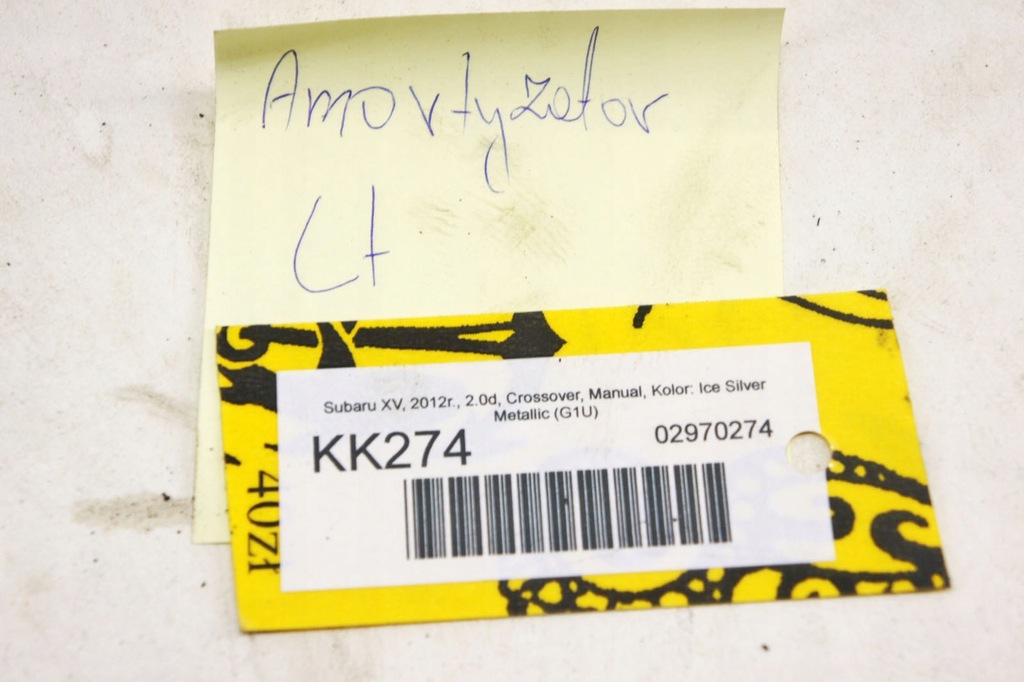 Amortyzator
Lt
Subaru XV, 2012r., 2.0d, Crossover, Manual, Kolor: Ice Silver
Metallic (G1U)
KK274
02970274